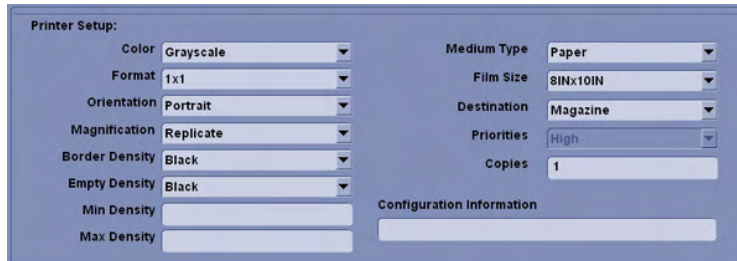 Printer Setup:
Color Grayscale
Format 1x1
Orientation Portrait
Magnification Replicate
Border Density Black
Empty Density Black
Min Density
Max Density
Medium Type Paper
Film Size 8INx10IN
Destination Magazine
Priorities High
Copies 1
Configuration Information